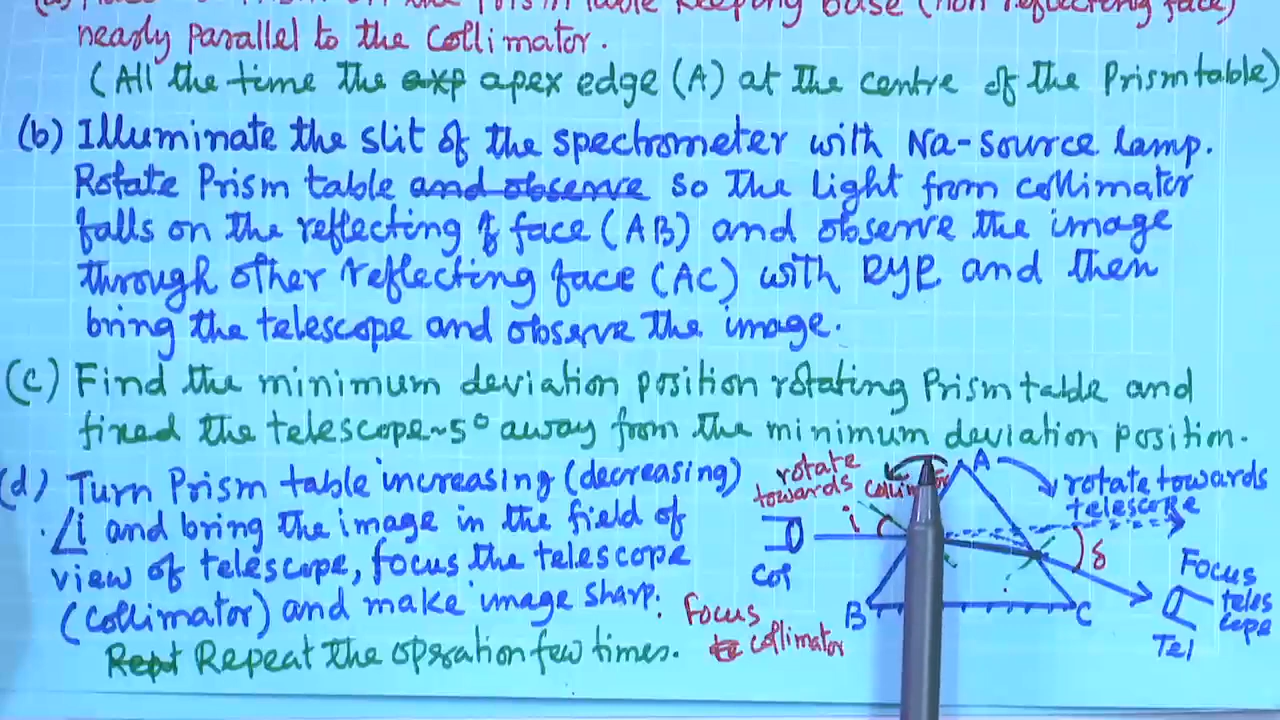 nearly parallel to the collimator.
(All the time the exp apex edge (A) at the centre of the Prism table)
(b) Illuminate the slit of the spectrometer with Na-source lamp.
Rotate Prism table and observe so the light from collimator
falls on the reflecting of face (AB) and observe the image
through other reflecting face (AC) with EYE and then
bring the telescope and observe the image.
(c) Find the minimum deviation position rotating Prism table and
fixed the telescope ~5° away from the minimum deviation position.
(d) Turn Prism table increasing (decreasing)
∠i and bring the image in the field of
view of telescope, focus the telescope
(Collimator) and make image sharp.
Rept Repeat the operation few times.
rotate
towards
A
rotate towards
telescope
i
δ
Col
B
C
Focus
teles
cope
Tel
Focus
collimator